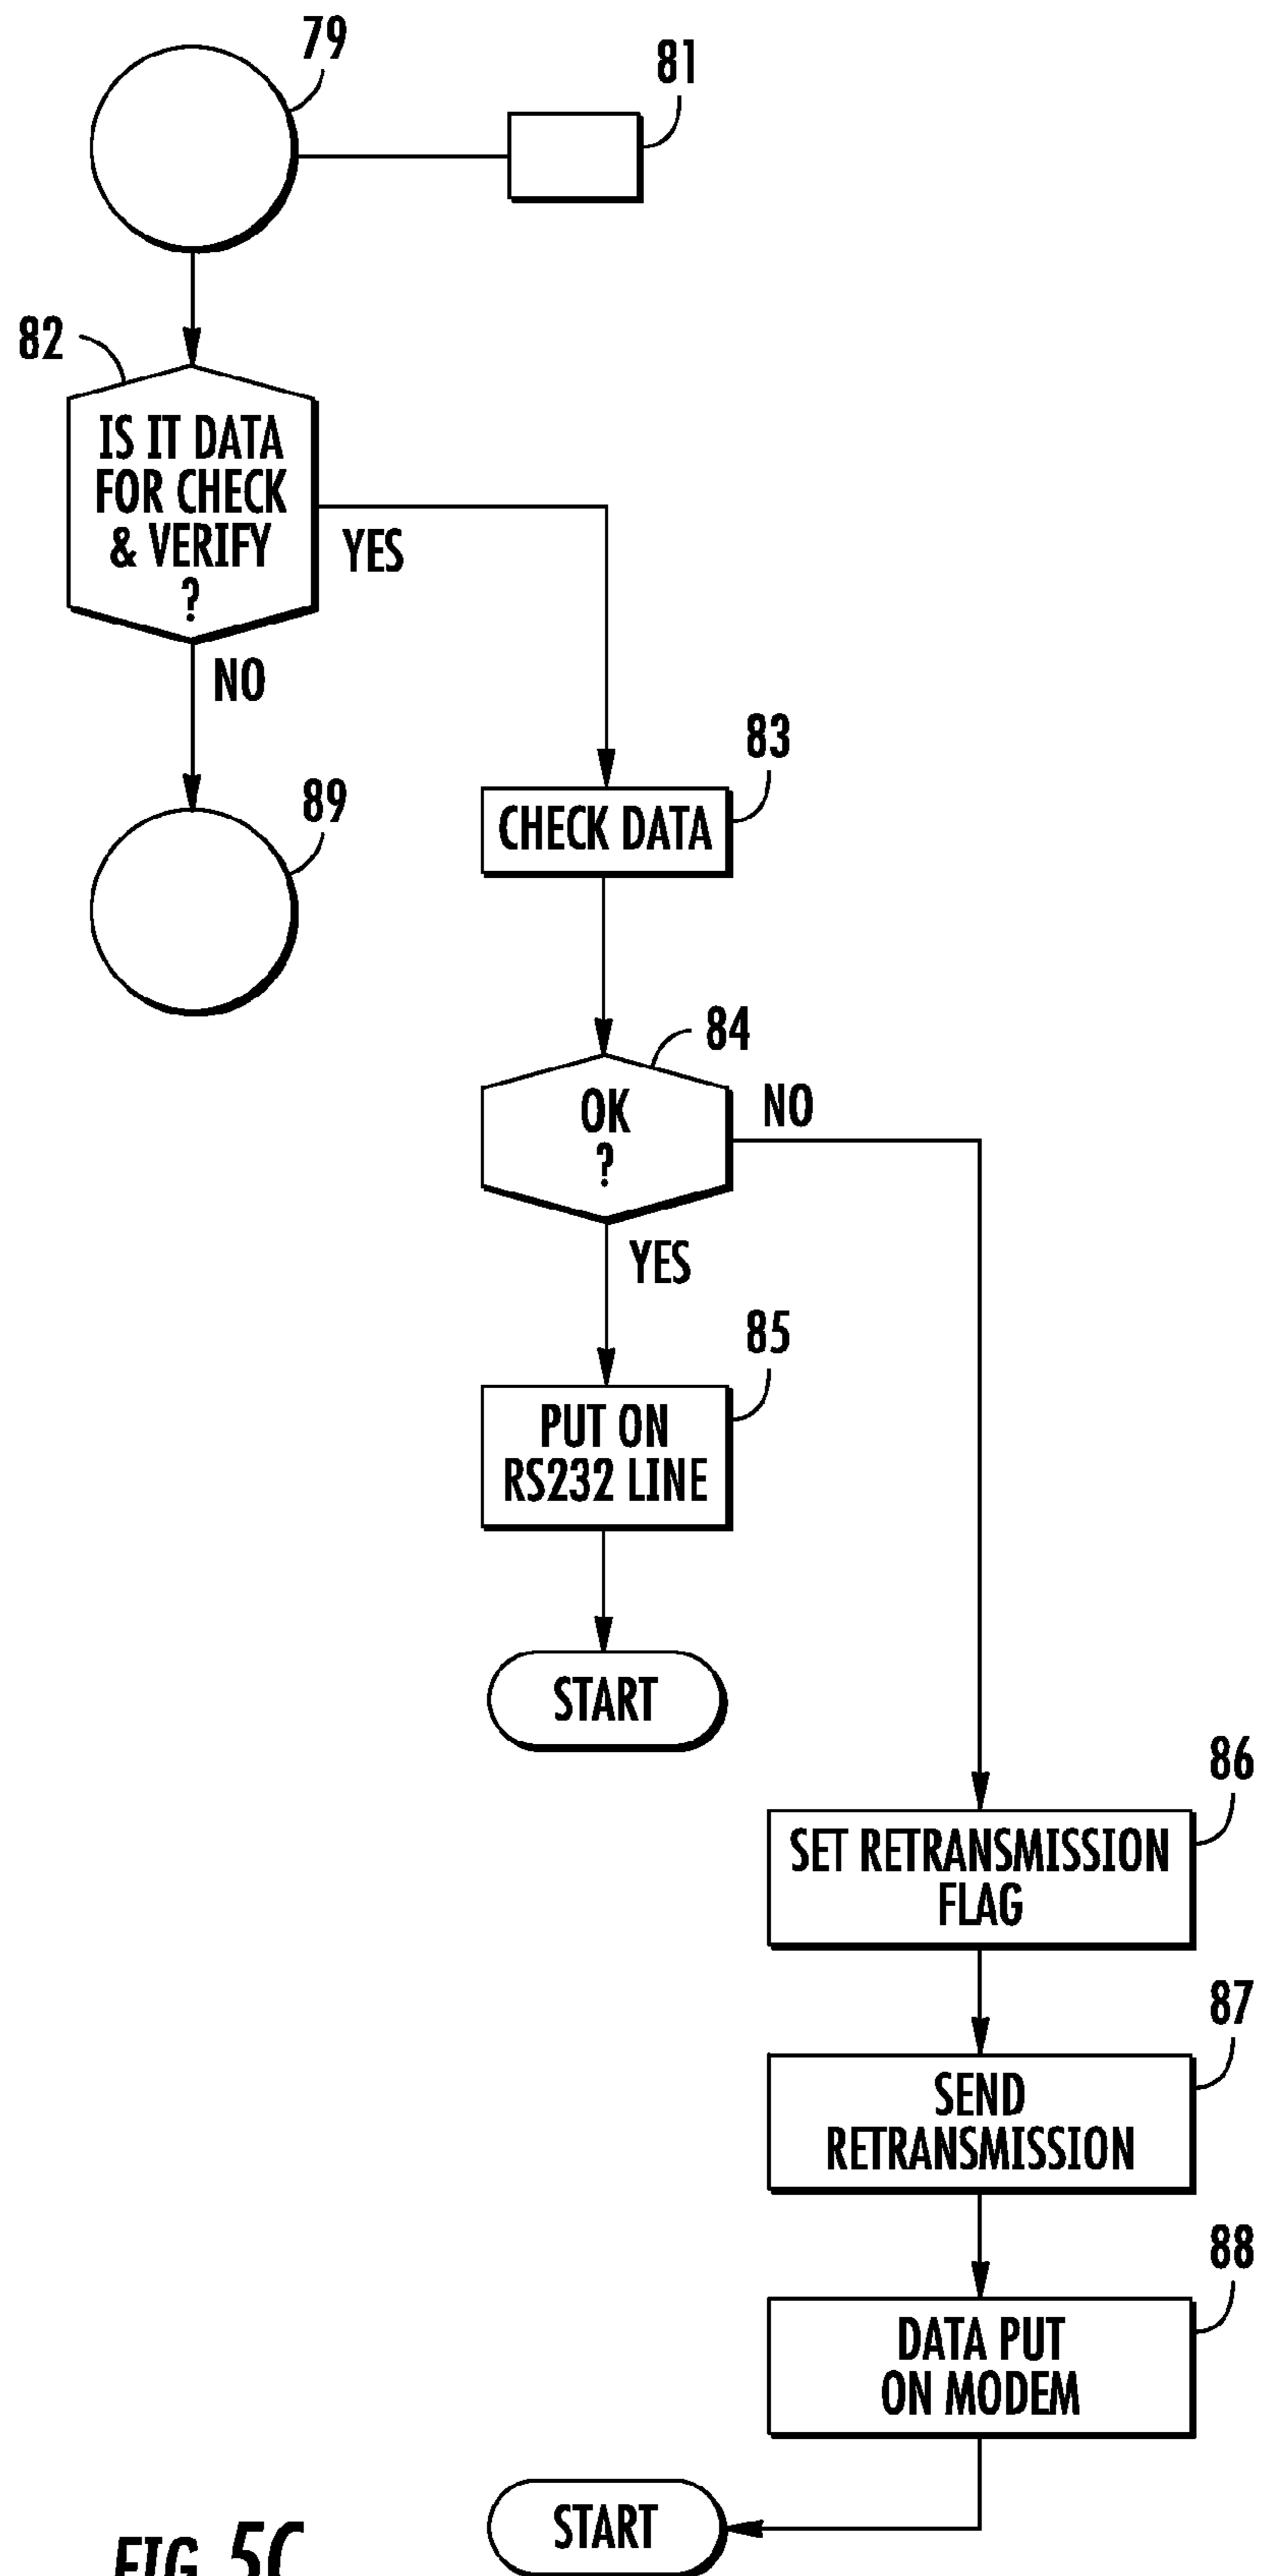 79
81
82
IS IT DATA
FOR CHECK
& VERIFY
?
YES
NO
83
CHECK DATA
89
84
OK
?
NO
YES
85
PUT ON
RS232 LINE
START
86
SET RETRANSMISSION
FLAG
87
SEND
RETRANSMISSION
88
DATA PUT
ON MODEM
START
FIG. 5C